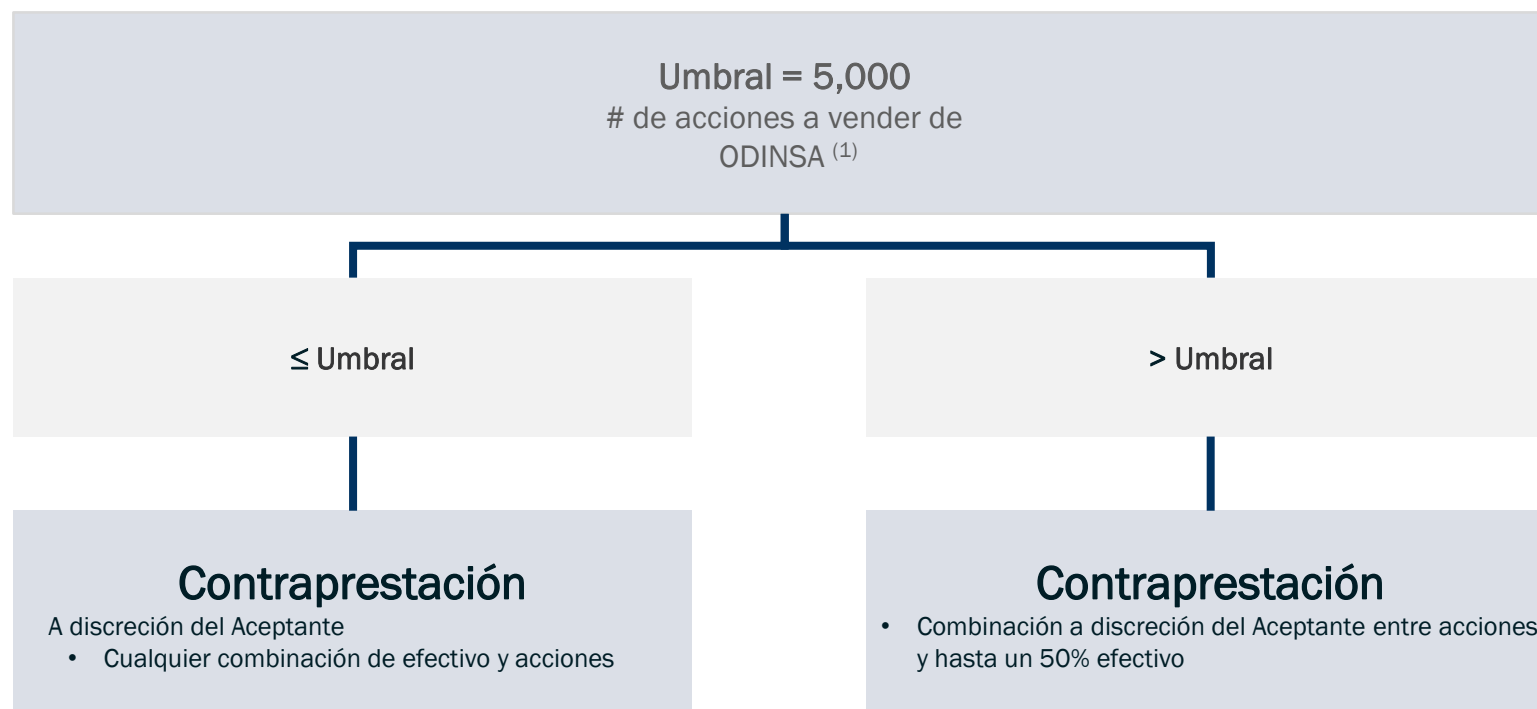 Umbral = 5,000
# de acciones a vender de
ODINSA (1)
≤ Umbral
> Umbral
Contraprestación
A discreción del Aceptante
• Cualquier combinación de efectivo y acciones
Contraprestación
• Combinación a discreción del Aceptante entre acciones
y hasta un 50% efectivo